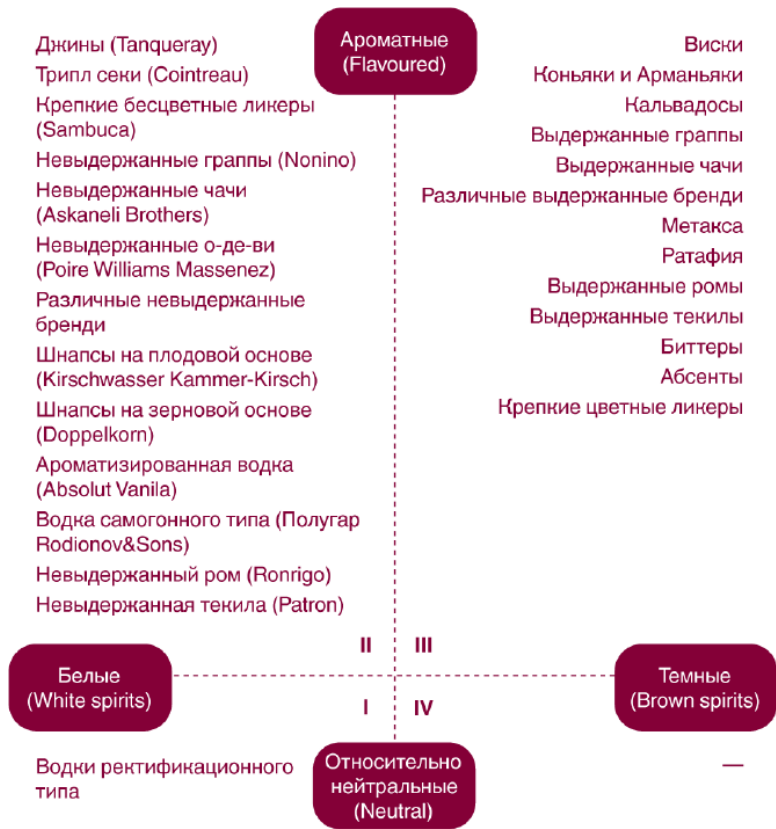 Ароматные
(Flavoured)
Джины (Tanqueray)
Трипл секи (Cointreau)
Крепкие бесцветные ликеры
(Sambuca)
Невыдержанные граппы (Nonino)
Невыдержанные чачи
(Askaneli Brothers)
Невыдержанные о-де-ви
(Poire Williams Massenez)
Различные невыдержанные
бренди
Шнапсы на плодовой основе
(Kirschwasser Kammer-Kirsch)
Шнапсы на зерновой основе
(Doppelkorn)
Ароматизированная водка
(Absolut Vanila)
Водка самогонного типа (Полугар
Rodionov&Sons)
Невыдержанный ром (Ronrigo)
Невыдержанная текила (Patron)
Виски
Коньяки и Арманьяки
Кальвадосы
Выдержанные граппы
Выдержанные чачи
Различные выдержанные бренди
Метакса
Ратафия
Выдержанные ромы
Выдержанные текилы
Биттеры
Абсенты
Крепкие цветные ликеры
II III
Белые
(White spirits)
Темные
(Brown spirits)
I IV
Водки ректификационного
типа
Относительно
нейтральные
(Neutral)
—